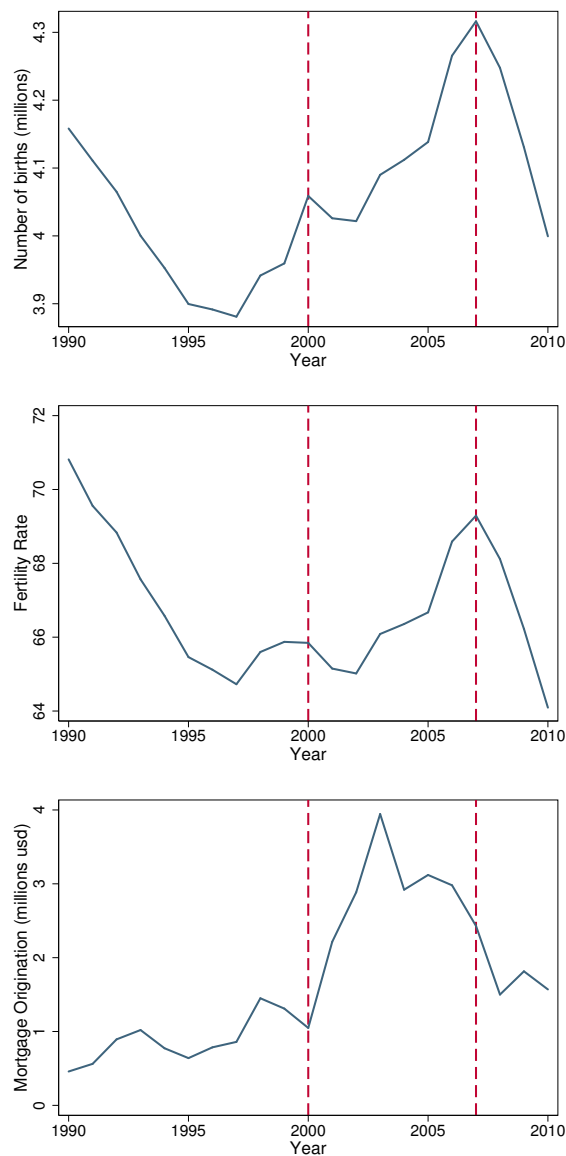 Number of births (millions)
4.3
4.2
4.1
4
3.9
1990 1995 2000 2005 2010
Year
Fertility Rate
72
70
68
66
64
1990 1995 2000 2005 2010
Year
Mortgage Origination (millions usd)
4
3
2
1
0
1990 1995 2000 2005 2010
Year